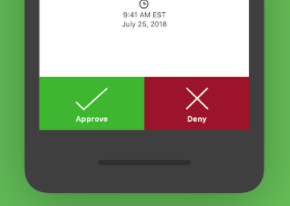 9:41 AM EST
July 25, 2018
Approve
Deny